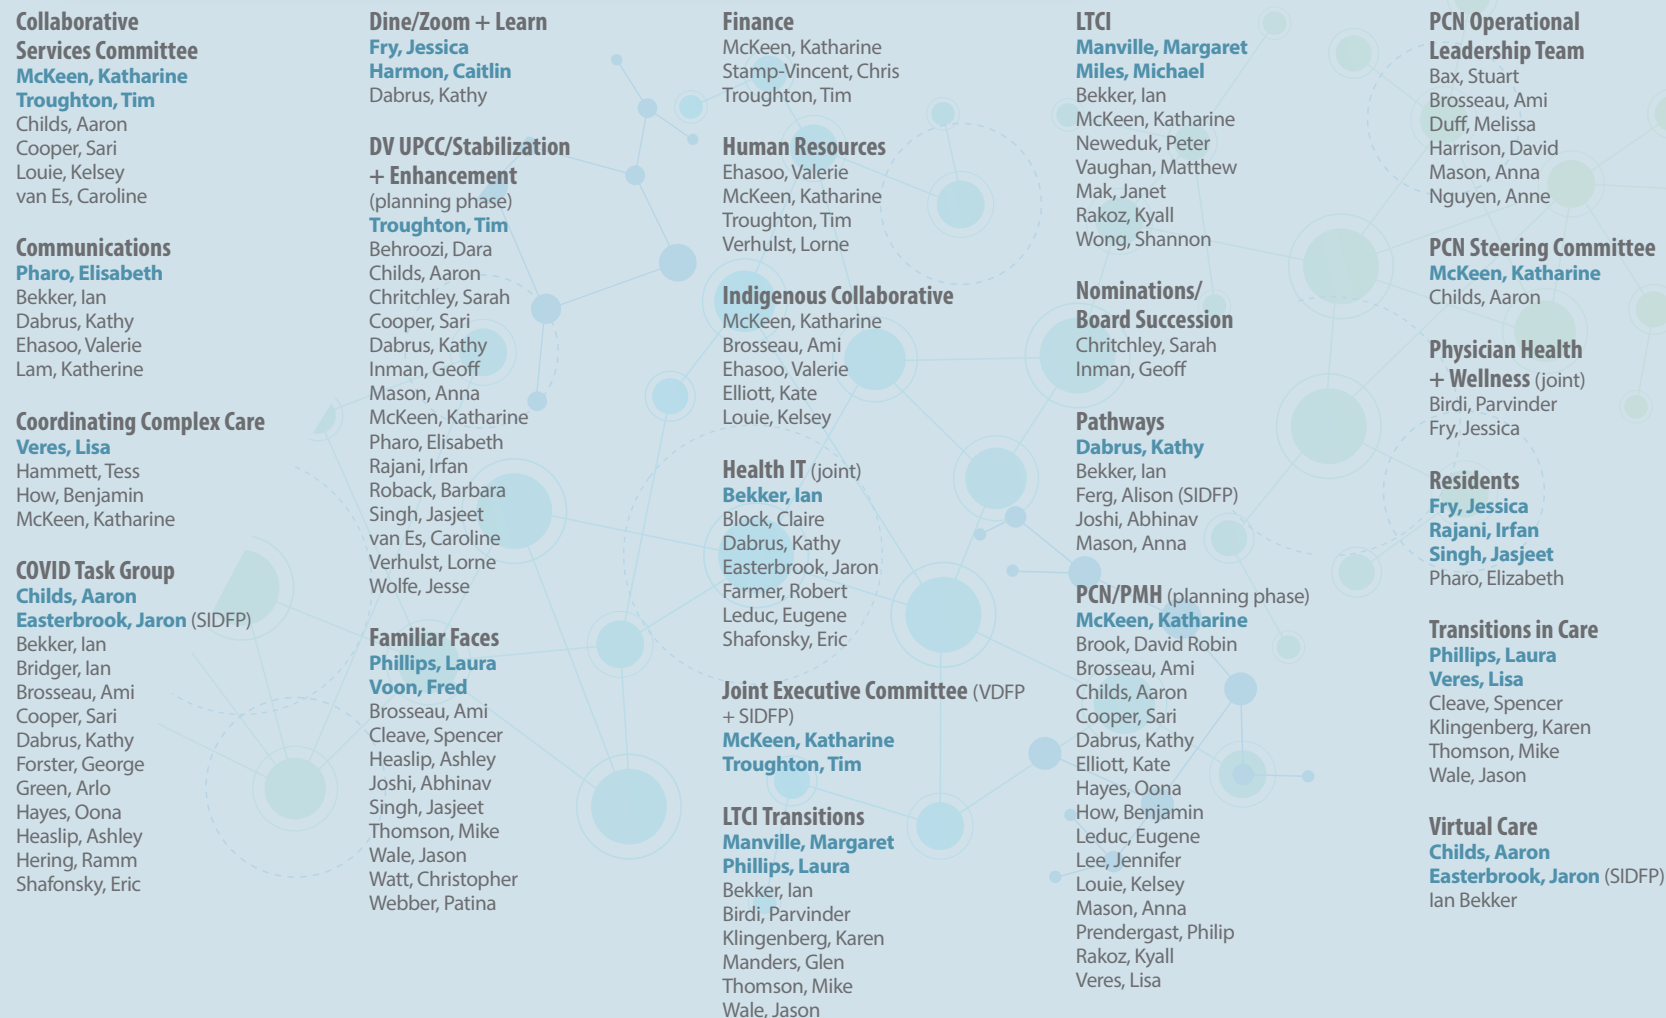 Collaborative
Services Committee
McKeen, Katharine
Troughton, Tim
Childs, Aaron
Cooper, Sari
Louie, Kelsey
van Es, Caroline
Communications
Pharo, Elisabeth
Bekker, Ian
Dabrus, Kathy
Ehasoo, Valerie
Lam, Katherine
Coordinating Complex Care
Veres, Lisa
Hammett, Tess
How, Benjamin
McKeen, Katharine
COVID Task Group
Childs, Aaron
Easterbrook, Jaron (SIDFP)
Bekker, Ian
Bridger, Ian
Brosseau, Ami
Cooper, Sari
Dabrus, Kathy
Forster, George
Green, Arlo
Hayes, Oona
Heaslip, Ashley
Hering, Ramm
Shafonsky, Eric
Dine/Zoom + Learn
Fry, Jessica
Harmon, Caitlin
Dabrus, Kathy
DV UPCC/Stabilization
+ Enhancement
(planning phase)
Troughton, Tim
Behroozi, Dara
Childs, Aaron
Chritchley, Sarah
Cooper, Sari
Dabrus, Kathy
Inman, Geoff
Mason, Anna
McKeen, Katharine
Pharo, Elisabeth
Rajani, Irfan
Roback, Barbara
Singh, Jasjeet
van Es, Caroline
Verhulst, Lorne
Wolfe, Jesse
Familiar Faces
Phillips, Laura
Voon, Fred
Brosseau, Ami
Cleave, Spencer
Heaslip, Ashley
Joshi, Abhinav
Singh, Jasjeet
Thomson, Mike
Wale, Jason
Watt, Christopher
Webber, Patina
Finance
McKeen, Katharine
Stamp-Vincent, Chris
Troughton, Tim
Human Resources
Ehasoo, Valerie
McKeen, Katharine
Troughton, Tim
Verhulst, Lorne
Indigenous Collaborative
McKeen, Katharine
Brosseau, Ami
Ehasoo, Valerie
Elliott, Kate
Louie, Kelsey
Health IT (joint)
Bekker, Ian
Block, Claire
Dabrus, Kathy
Easterbrook, Jaron
Farmer, Robert
Leduc, Eugene
Shafonsky, Eric
Joint Executive Committee (VDFP
+ SIDFP)
McKeen, Katharine
Troughton, Tim
LTCI Transitions
Manville, Margaret
Phillips, Laura
Bekker, Ian
Birdi, Parvinder
Klingenberg, Karen
Manders, Glen
Thomson, Mike
Wale, Jason
LTCI
Manville, Margaret
Miles, Michael
Bekker, Ian
McKeen, Katharine
Neweduk, Peter
Vaughan, Matthew
Mak, Janet
Rakoz, Kyall
Wong, Shannon
Nominations/
Board Succession
Chritchley, Sarah
Inman, Geoff
Pathways
Dabrus, Kathy
Bekker, Ian
Ferg, Alison (SIDFP)
Joshi, Abhinav
Mason, Anna
PCN/PMH (planning phase)
McKeen, Katharine
Brook, David Robin
Brosseau, Ami
Childs, Aaron
Cooper, Sari
Dabrus, Kathy
Elliott, Kate
Hayes, Oona
How, Benjamin
Leduc, Eugene
Lee, Jennifer
Louie, Kelsey
Mason, Anna
Prendergast, Philip
Rakoz, Kyall
Veres, Lisa
PCN Operational
Leadership Team
Bax, Stuart
Brosseau, Ami
Duff, Melissa
Harrison, David
Mason, Anna
Nguyen, Anne
PCN Steering Committee
McKeen, Katharine
Childs, Aaron
Physician Health
+ Wellness (joint)
Birdi, Parvinder
Fry, Jessica
Residents
Fry, Jessica
Rajani, Irfan
Singh, Jasjeet
Pharo, Elizabeth
Transitions in Care
Phillips, Laura
Veres, Lisa
Cleave, Spencer
Klingenberg, Karen
Thomson, Mike
Wale, Jason
Virtual Care
Childs, Aaron
Easterbrook, Jaron (SIDFP)
Ian Bekker